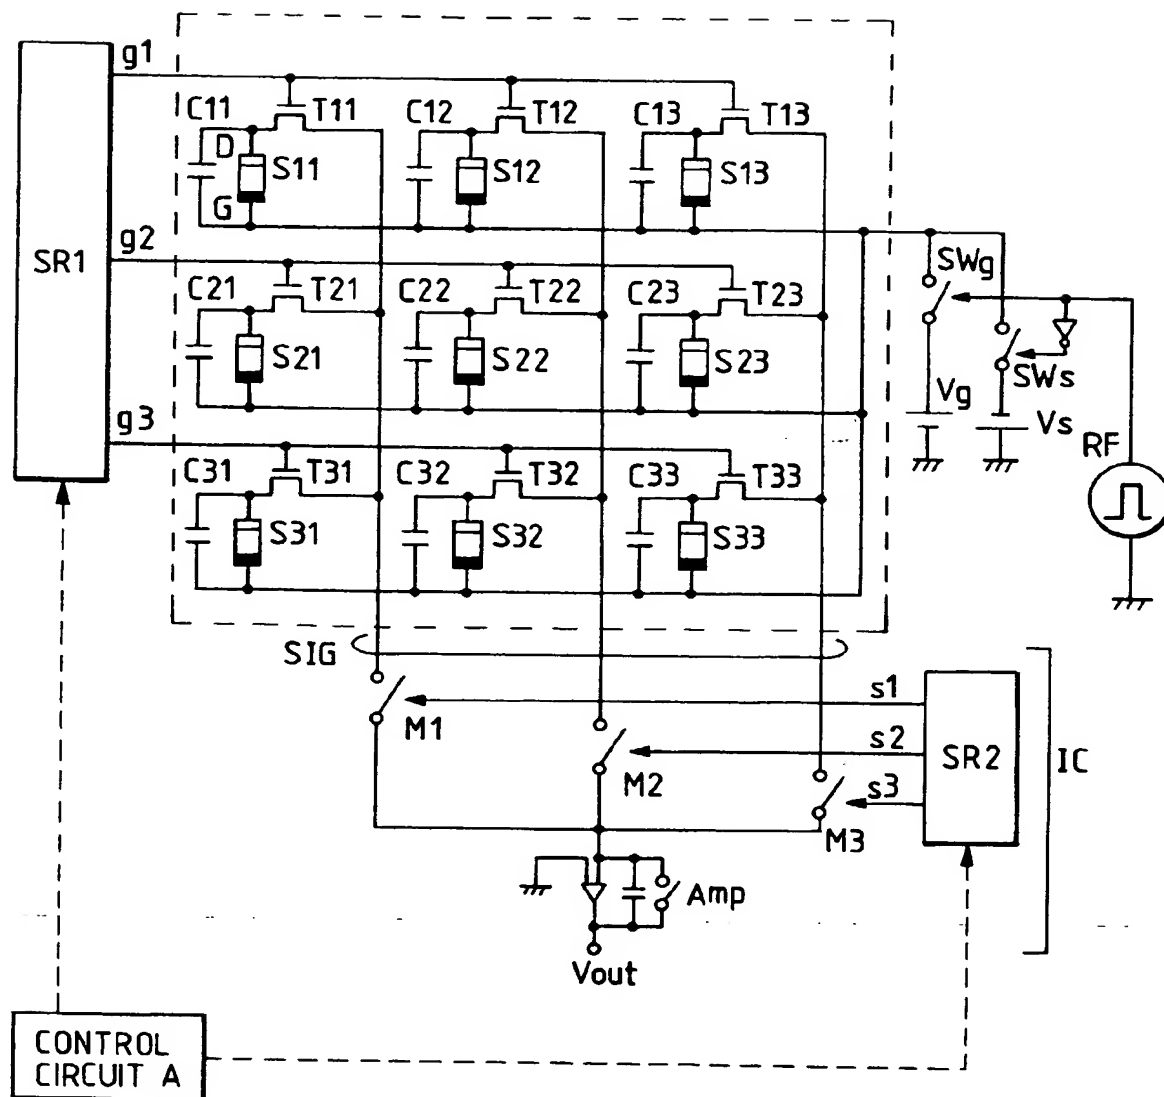 g1
C11 T11 C12 T12 C13 T13
D
S11 S12 S13
G
SR1
g2
SWg
C21 T21 C22 T22 C23 T23
S21 S22 S23
SWs
Vg
Vs
g3
RF
C31 T31 C32 T32 C33 T33
S31 S32 S33
SIG
s1
M1
s2
SR2
IC
M2
s3
M3
Amp
Vout
CONTROL
CIRCUIT A